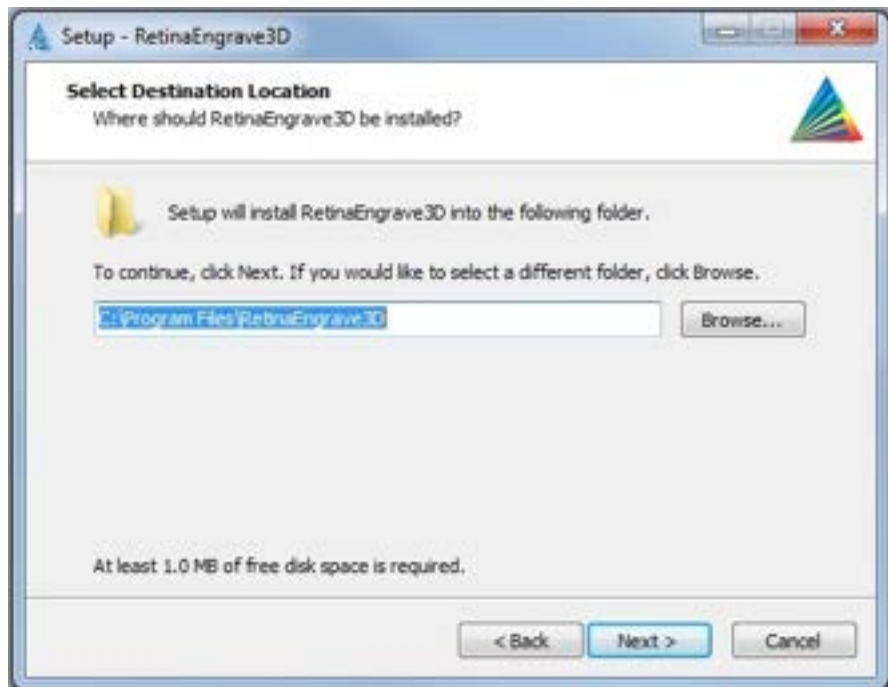 Setup - RetinaEngrave3D
Select Destination Location
Where should RetinaEngrave3D be installed?
Setup will install RetinaEngrave3D into the following folder.
To continue, click Next. If you would like to select a different folder, click Browse.
C:\Program Files\RetinaEngrave3D
Browse...
At least 1.0 MB of free disk space is required.
< Back
Next >
Cancel